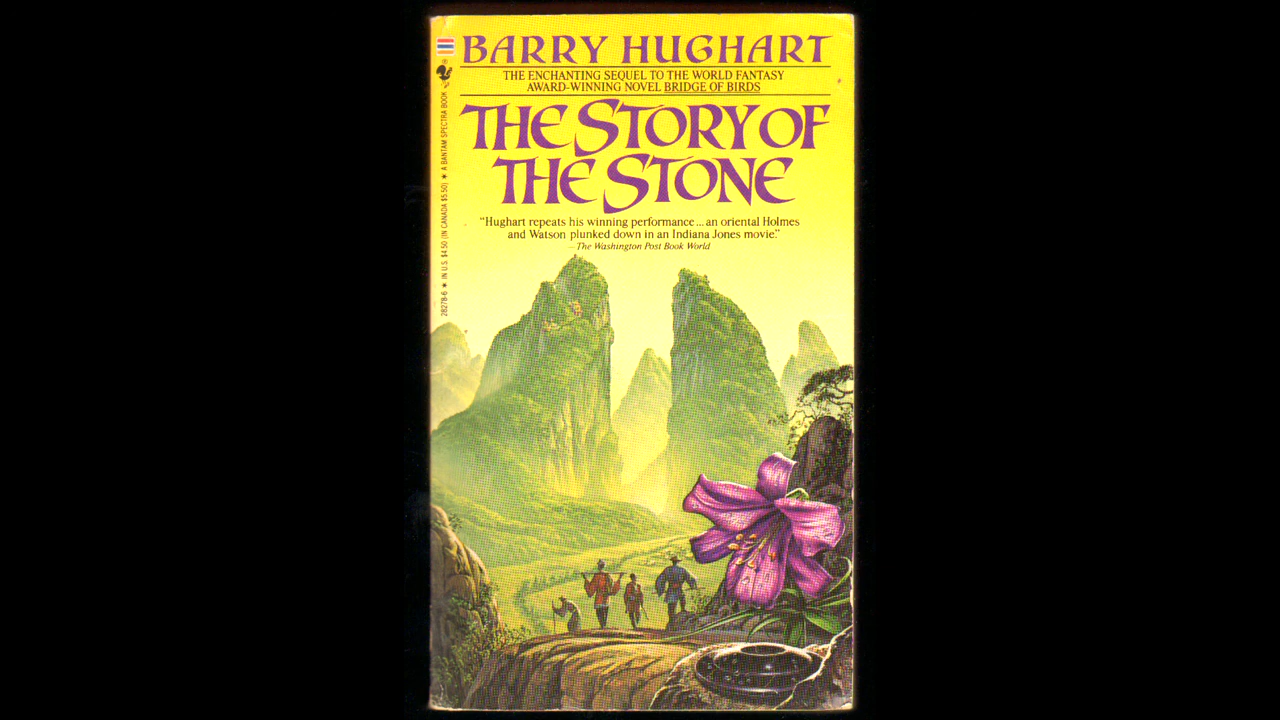 BARRY HUGHART
THE ENCHANTING SEQUEL TO THE WORLD FANTASY
AWARD-WINNING NOVEL BRIDGE OF BIRDS
THE STORY OF
THE STONE
“Hughart repeats his winning performance...an oriental Holmes
and Watson plunked down in an Indiana Jones movie.”
—The Washington Post Book World
28278-6 ★ IN U.S. $4.50 (IN CANADA $5.50) ★ A BANTAM SPECTRA BOOK